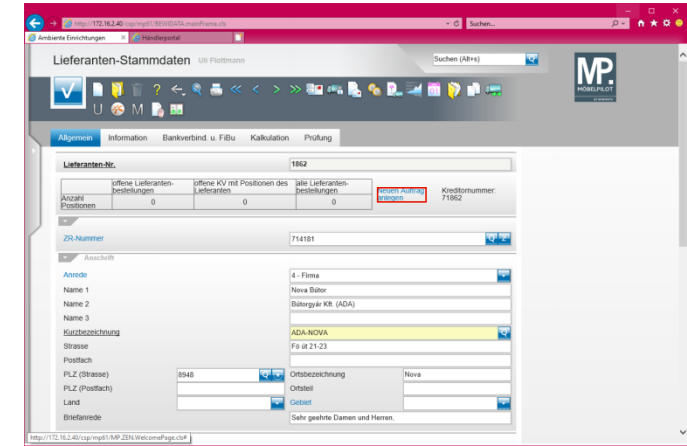 http://172.16.2.40/csp/mp61/BEWIDATA.mainFrame.cls
Suchen...
Ambiente Einrichtungen
Händlerportal
Lieferanten-Stammdaten Uli Flottmann
Suchen (Alt+s)
MP.
MÖBELPILOT
U M
Allgemein Information Bankverbind. u. FiBu Kalkulation Prüfung
Lieferanten-Nr. 1862
offene Lieferanten-bestellungen
offene KV mit Positionen des Lieferanten
alle Lieferanten-bestellungen
Neuen Auftrag anlegen
Kreditornummer: 71862
Anzahl Positionen 0 0 0
ZR-Nummer 714181
Anschrift
Anrede 4 - Firma
Name 1 Nova Bútor
Name 2 Bútorgyár Kft. (ADA)
Name 3
Kurzbezeichnung ADA-NOVA
Strasse Fö út 21-23
Postfach
PLZ (Strasse) 8948 Ortsbezeichnung Nova
PLZ (Postfach) Ortsteil
Land Gebiet
Briefanrede Sehr geehrte Damen und Herren,
http://172.16.2.40/csp/mp61/MP.ZEN.WelcomePage.cls#